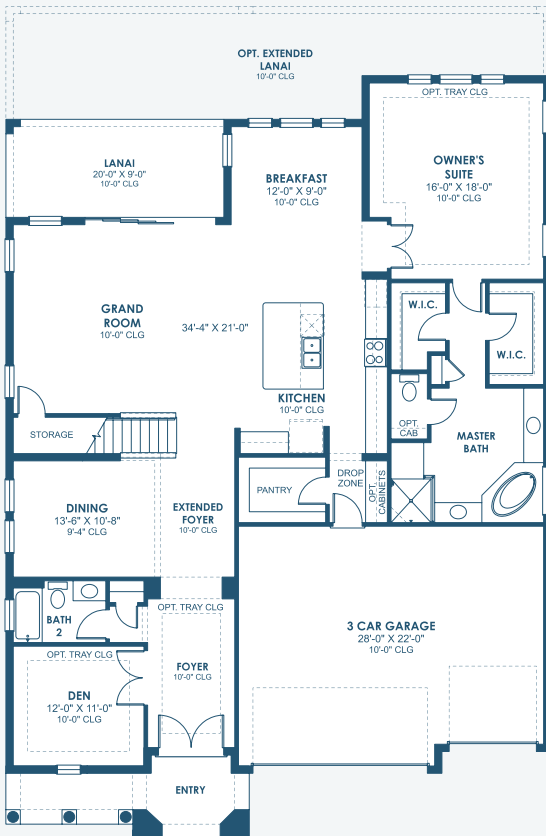 OPT. EXTENDED
LANAI
10'-0" CLG
OPT. TRAY CLG
LANAI
20'-0" X 9'-0"
10'-0" CLG
BREAKFAST
12'-0" X 9'-0"
10'-0" CLG
OWNER'S
SUITE
16'-0" X 18'-0"
10'-0" CLG
GRAND
ROOM
10'-0" CLG
34'-4" X 21'-0"
W.I.C.
W.I.C.
KITCHEN
10'-0" CLG
OPT.
CAB
STORAGE
MASTER
BATH
PANTRY
DROP
ZONE
OPT.
CABINETS
DINING
13'-6" X 10'-8"
9'-4" CLG
EXTENDED
FOYER
10'-0" CLG
OPT. TRAY CLG
BATH
2
3 CAR GARAGE
28'-0" X 22'-0"
10'-0" CLG
OPT. TRAY CLG
FOYER
10'-0" CLG
DEN
12'-0" X 11'-0"
10'-0" CLG
ENTRY